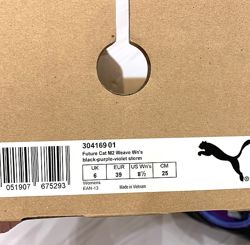 304169 01
Future Cat M2 Weave Wn's
black-purple-violet storm
UK EUR US Wn's CM
6 39 8½ 25
Womens
EAN-13 Made in Vietnam
051907 675293
PUMA